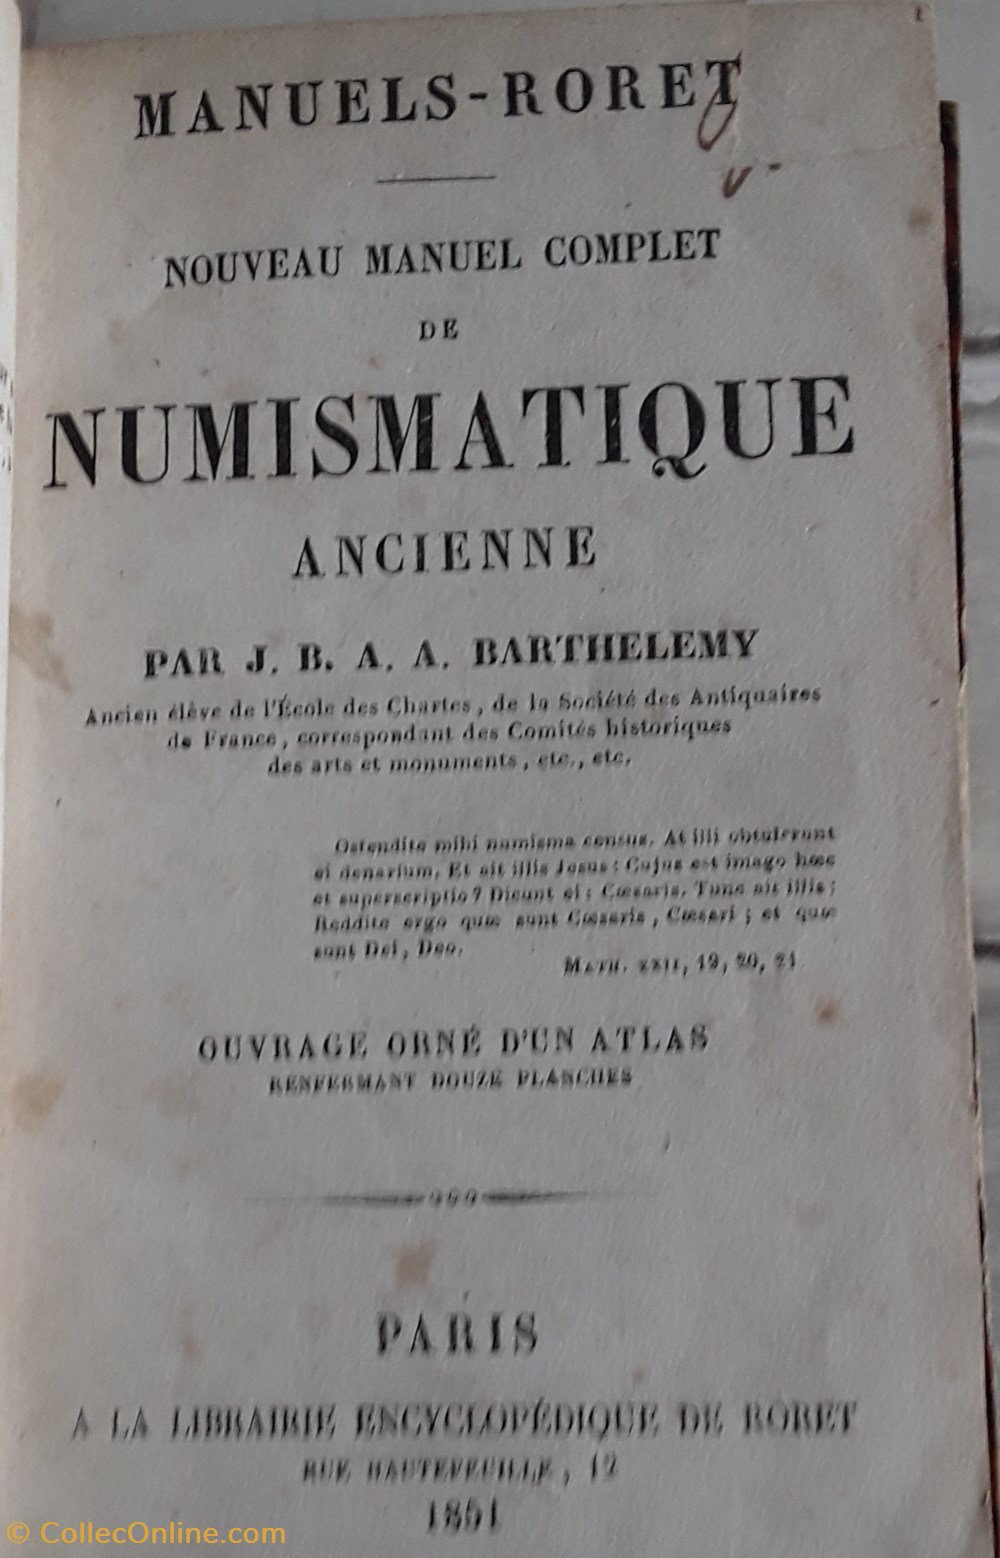 MANUELS-RORET
NOUVEAU MANUEL COMPLET
DE
NUMISMATIQUE
ANCIENNE
PAR J. B. A. A. BARTHELEMY
Ancien élève de l'École des Chartes, de la Société des Antiquaires
de France, correspondant des Comités historiques
des arts et monuments, etc., etc.
Ostendite mihi numisma census. At illi obtulerunt
ei denarium. Et ait illis Jesus: Cujus est imago hæc
et superscriptio? Dicunt ei: Cæsaris. Tunc ait illis;
Reddite ergo quæ sunt Cæsaris, Cæsari; et quæ
sunt Dei, Deo.
MATH. XXII, 19, 20, 21
OUVRAGE ORNÉ D'UN ATLAS
RENFERMANT DOUZE PLANCHES
PARIS
A LA LIBRAIRIE ENCYCLOPÉDIQUE DE RORET
RUE HAUTEFEUILLE, 12
1851
© CollecOnline.com